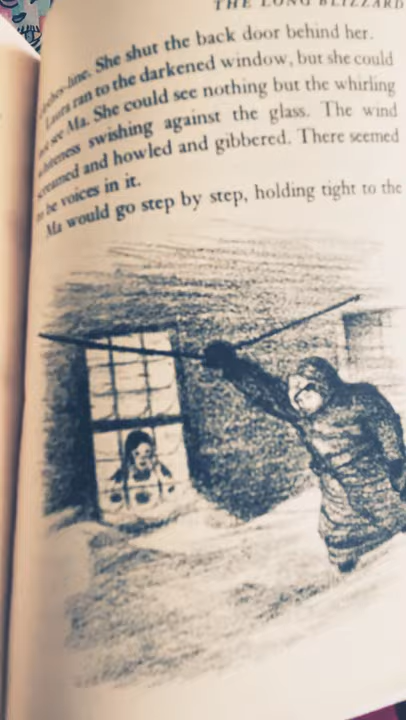 THE LONG BLIZZARD
clothes-line. She shut the back door behind her.
Laura ran to the darkened window, but she could
not see Ma. She could see nothing but the whirling
whiteness swishing against the glass. The wind
screamed and howled and gibbered. There seemed
to be voices in it.
Ma would go step by step, holding tight to the